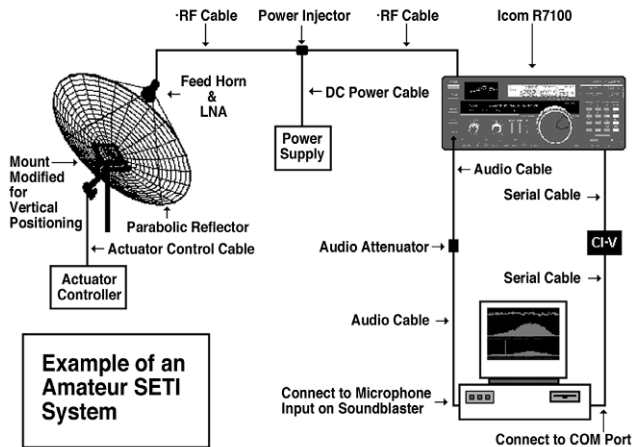 ·RF Cable
Power Injector
·RF Cable
Icom R7100
Feed Horn
&
LNA
DC Power Cable
Power
Supply
Mount
Modified
for
Vertical
Positioning
Parabolic Reflector
Actuator Control Cable
Actuator
Controller
Audio Cable
Serial Cable
Audio Attenuator
CI-V
Serial Cable
Audio Cable
Example of an
Amateur SETI
System
Connect to Microphone
Input on Soundblaster
Connect to COM Port